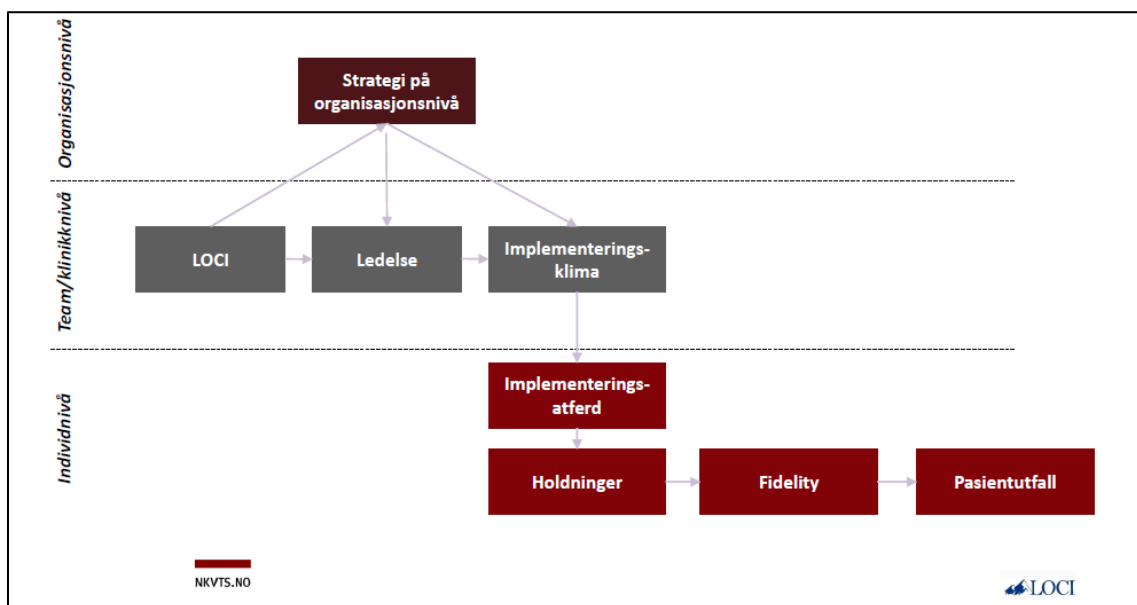 Organisasjonsnivå
Strategi på
organisasjonsnivå
Team/klinikknivå
LOCI
Ledelse
Implementerings-
klima
Individnivå
Implementerings-
atferd
Holdninger
Fidelity
Pasientutfall
NKVTS.NO
LOCI